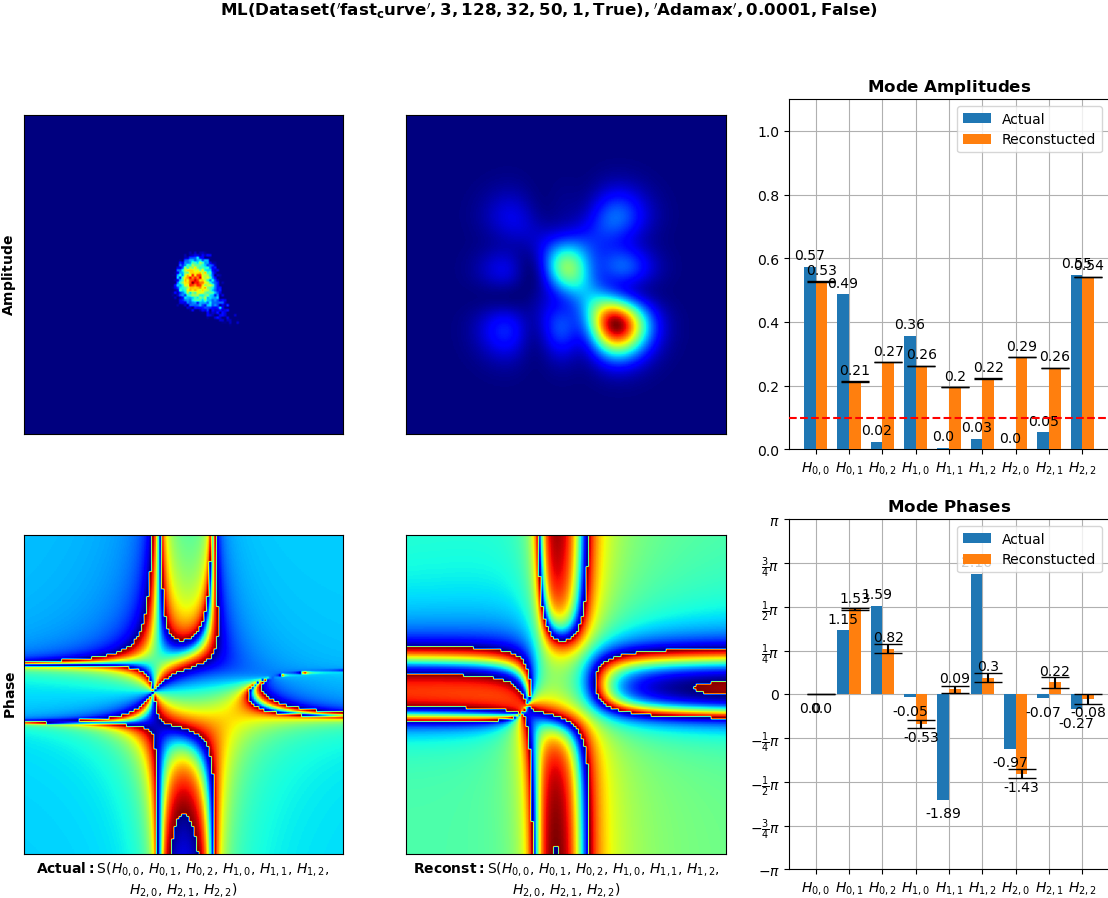 ML(Dataset('fast_curve', 3, 128, 32, 50, 1, True), 'Adamax', 0.0001, False)
Amplitude
Mode Amplitudes
Actual
Reconstucted
1.0
0.8
0.6
0.4
0.2
0.0
0.57
0.53
0.49
0.21
0.02
0.27
0.36
0.26
0.0
0.2
0.03
0.22
0.0
0.29
0.05
0.26
0.55
0.54
H0,0 H0,1 H0,2 H1,0 H1,1 H1,2 H2,0 H2,1 H2,2
Phase
Mode Phases
Actual
Reconstucted
π
3/4π
1/2π
1/4π
0
−1/4π
−1/2π
−3/4π
−π
0.0
0.0
1.15
1.53
1.59
0.82
-0.05
-0.53
-1.89
0.09
0.3
-0.97
-1.43
-0.07
0.22
-0.27
-0.08
H0,0 H0,1 H0,2 H1,0 H1,1 H1,2 H2,0 H2,1 H2,2
Actual: S(H0,0, H0,1, H0,2, H1,0, H1,1, H1,2,
H2,0, H2,1, H2,2)
Reconst: S(H0,0, H0,1, H0,2, H1,0, H1,1, H1,2,
H2,0, H2,1, H2,2)